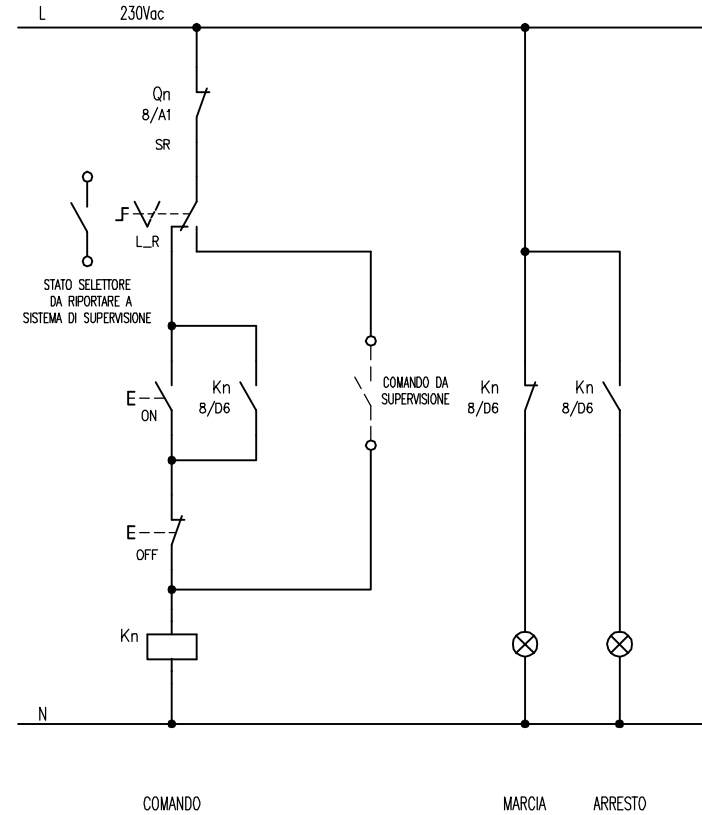 L
230Vac
Qn
8/A1
SR
L_R
STATO SELETTORE
DA RIPORTARE A
SISTEMA DI SUPERVISIONE
E
ON
Kn
8/D6
COMANDO DA
SUPERVISIONE
Kn
8/D6
Kn
8/D6
E
OFF
Kn
N
COMANDO
MARCIA
ARRESTO